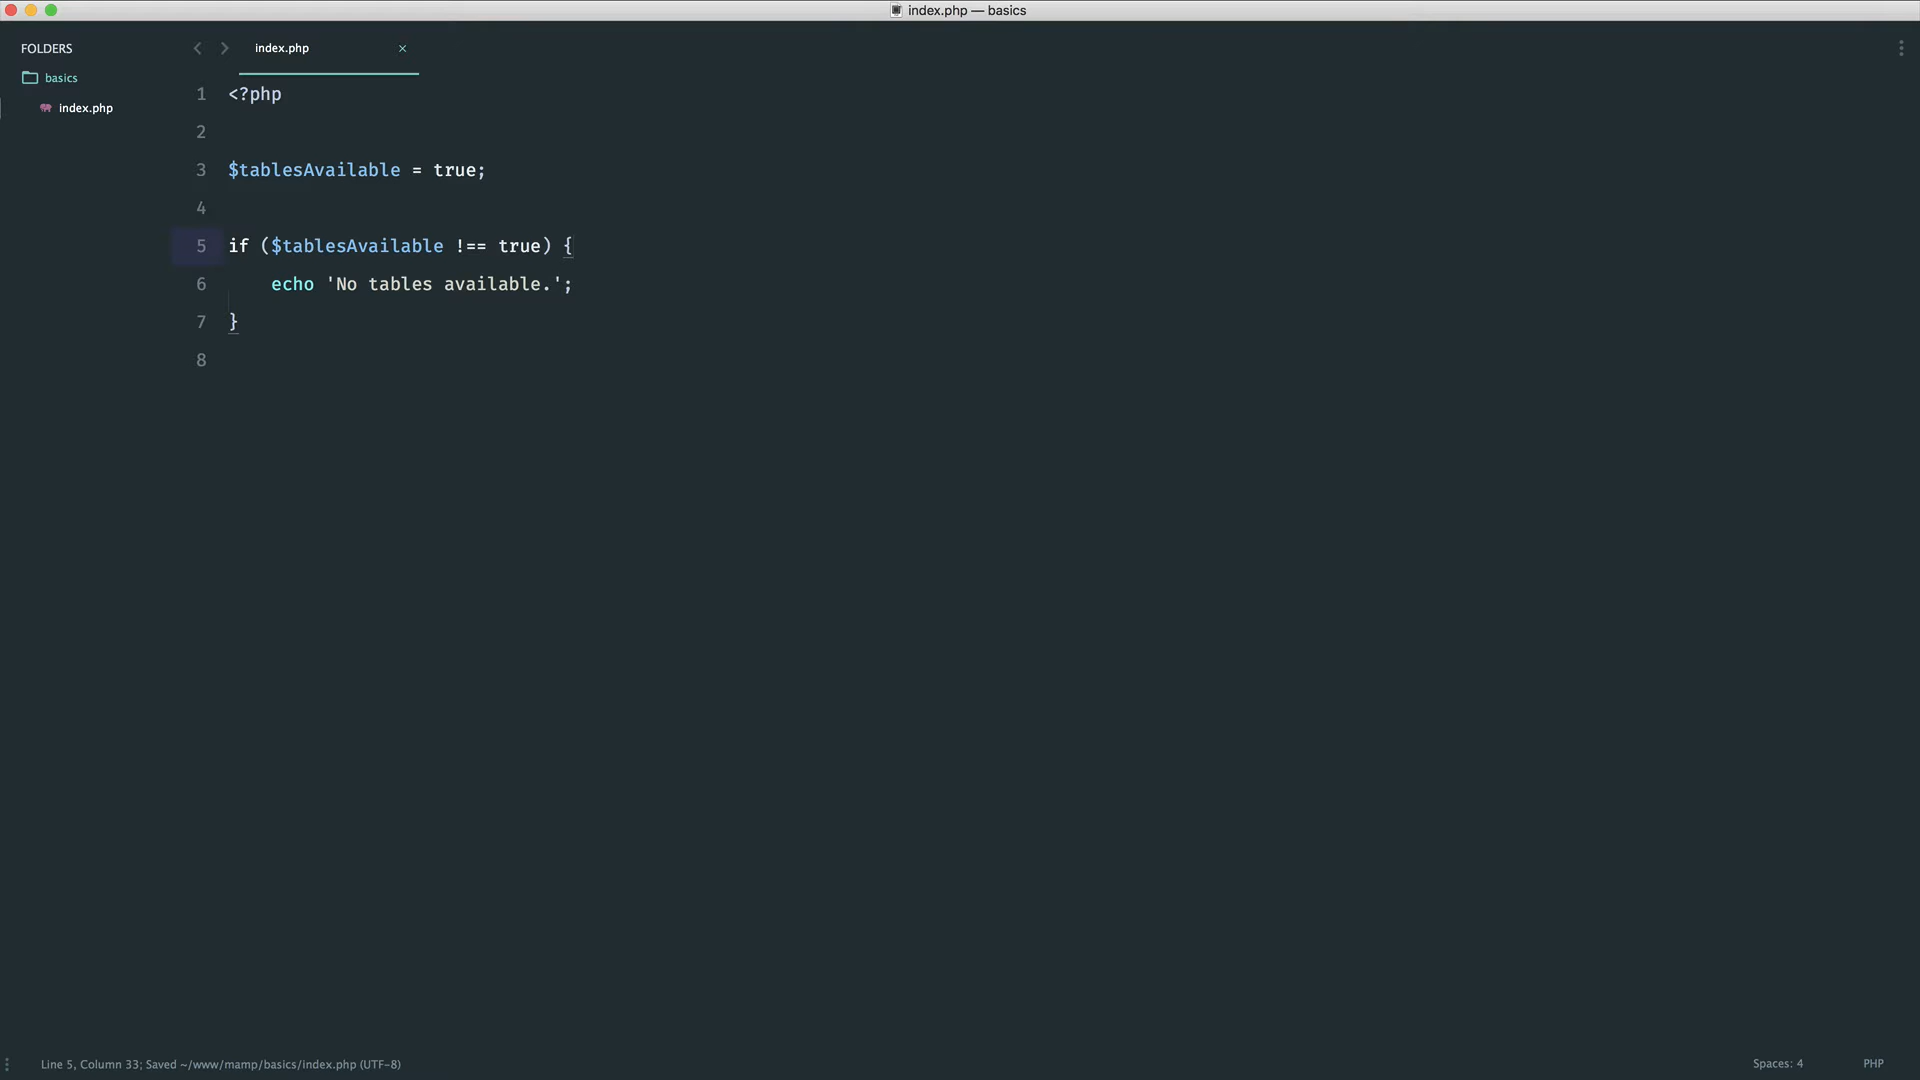 index.php — basics
FOLDERS
basics
index.php
index.php
1 <?php
2
3 $tablesAvailable = true;
4
5 if ($tablesAvailable !== true) {
6     echo 'No tables available.';
7 }
8
Line 5, Column 33; Saved ~/www/mamp/basics/index.php (UTF-8)
Spaces: 4
PHP